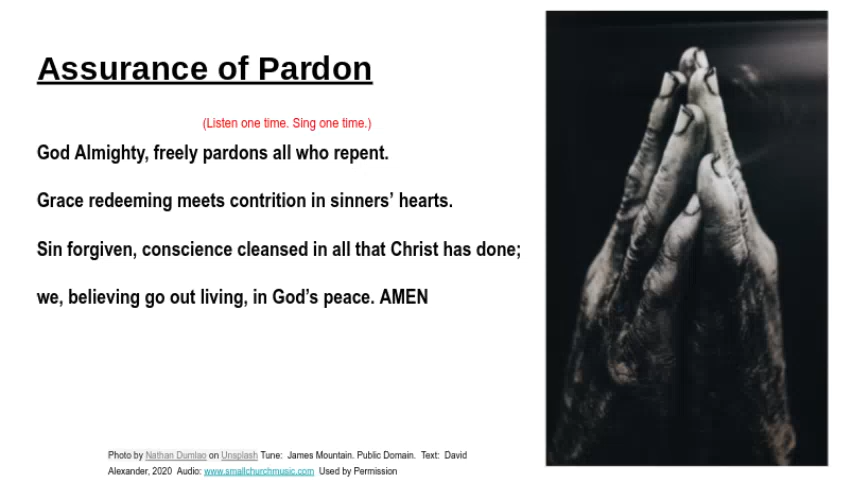 Assurance of Pardon
(Listen one time. Sing one time.)
God Almighty, freely pardons all who repent.
Grace redeeming meets contrition in sinners’ hearts.
Sin forgiven, conscience cleansed in all that Christ has done;
we, believing go out living, in God’s peace. AMEN
Photo by Nathan Dumlao on Unsplash Tune: James Mountain. Public Domain. Text: David
Alexander, 2020 Audio: www.smallchurchmusic.com Used by Permission